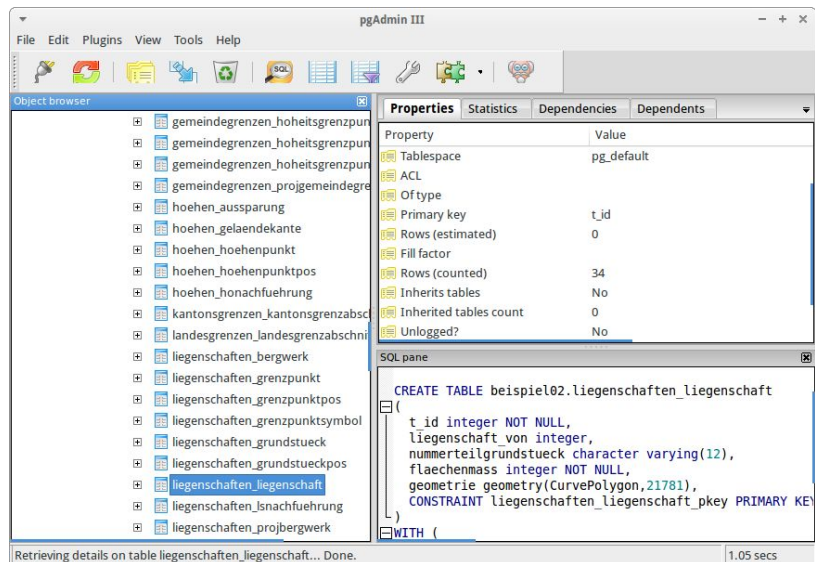 pgAdmin III
File Edit Plugins View Tools Help
SQL
Object browser
gemeindegrenzen_hoheitsgrenzpun
gemeindegrenzen_hoheitsgrenzpun
gemeindegrenzen_hoheitsgrenzpun
gemeindegrenzen_projgemeindegre
hoehen_aussparung
hoehen_gelaendekante
hoehen_hoehenpunkt
hoehen_hoehenpunktpos
hoehen_honachfuehrung
kantonsgrenzen_kantonsgrenzabsc
landesgrenzen_landesgrenzabschni
liegenschaften_bergwerk
liegenschaften_grenzpunkt
liegenschaften_grenzpunktpos
liegenschaften_grenzpunktsymbol
liegenschaften_grundstueck
liegenschaften_grundstueckpos
liegenschaften_liegenschaft
liegenschaften_lsnachfuehrung
liegenschaften_projbergwerk
Properties Statistics Dependencies Dependents
Property Value
Tablespace pg_default
ACL
Of type
Primary key t_id
Rows (estimated) 0
Fill factor
Rows (counted) 34
Inherits tables No
Inherited tables count 0
Unlogged? No
SQL pane
CREATE TABLE beispiel02.liegenschaften_liegenschaft
(
t_id integer NOT NULL,
liegenschaft_von integer,
nummerteilgrundstueck character varying(12),
flaechenmass integer NOT NULL,
geometrie geometry(CurvePolygon,21781),
CONSTRAINT liegenschaften_liegenschaft_pkey PRIMARY KEY
)
WITH (
Retrieving details on table liegenschaften_liegenschaft... Done. 1.05 secs